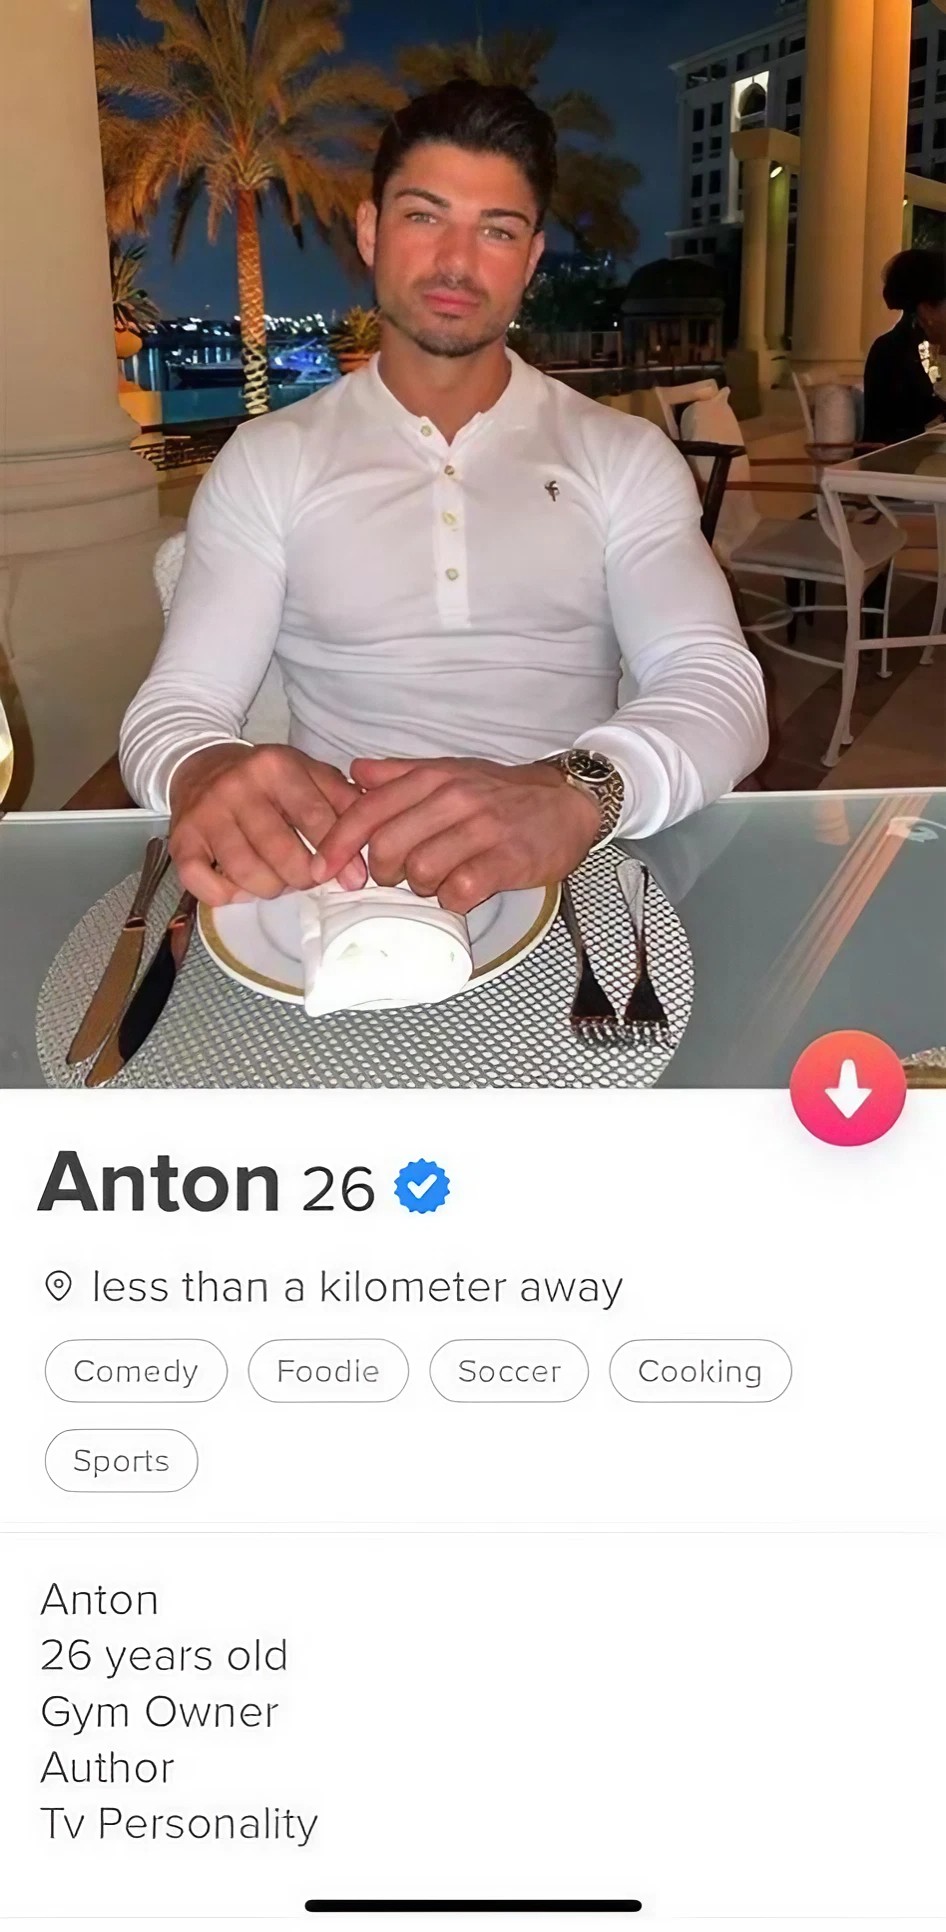 Anton 26
less than a kilometer away
Comedy Foodie Soccer Cooking
Sports
Anton
26 years old
Gym Owner
Author
Tv Personality